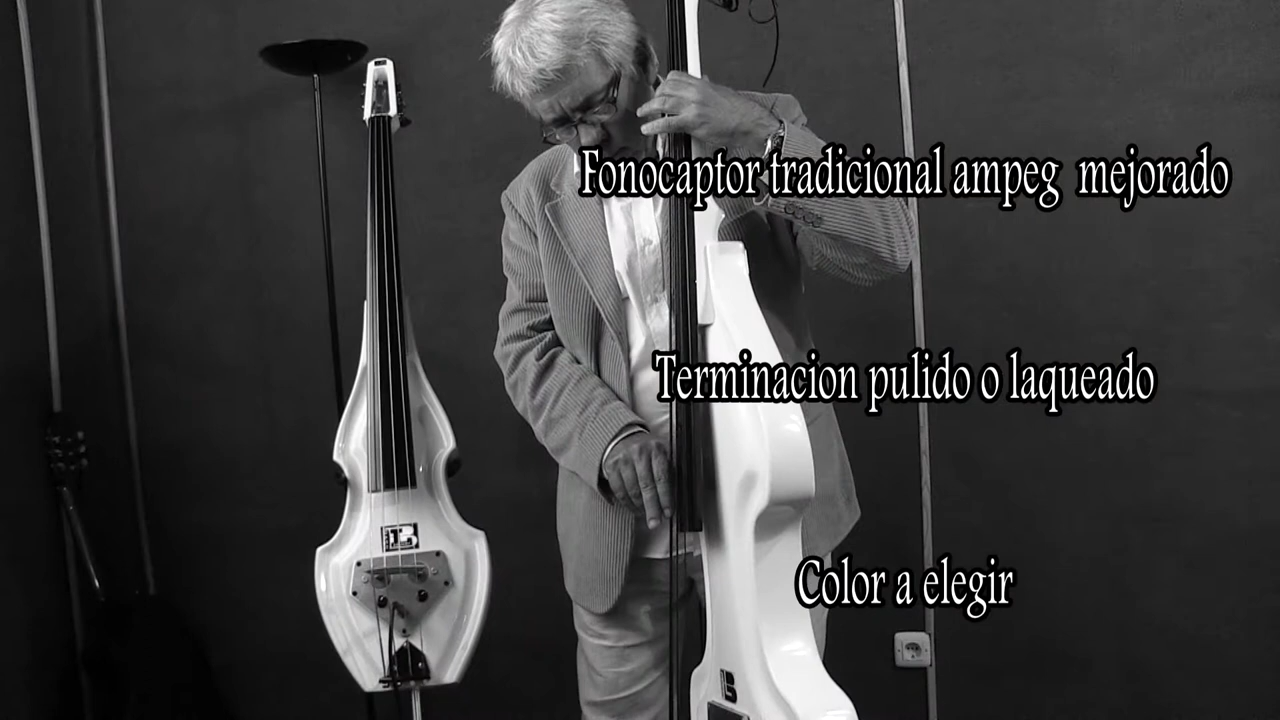 Fonocaptor tradicional ampeg mejorado
Terminacion pulido o laqueado
Color a elegir